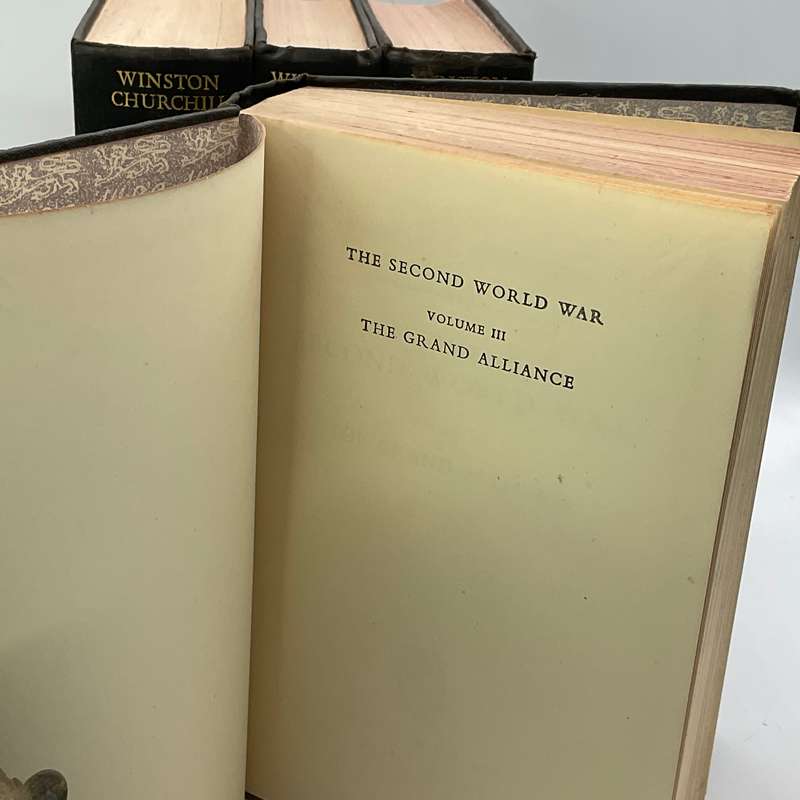 WINSTON
CHURCHILL
THE SECOND WORLD WAR
VOLUME III
THE GRAND ALLIANCE